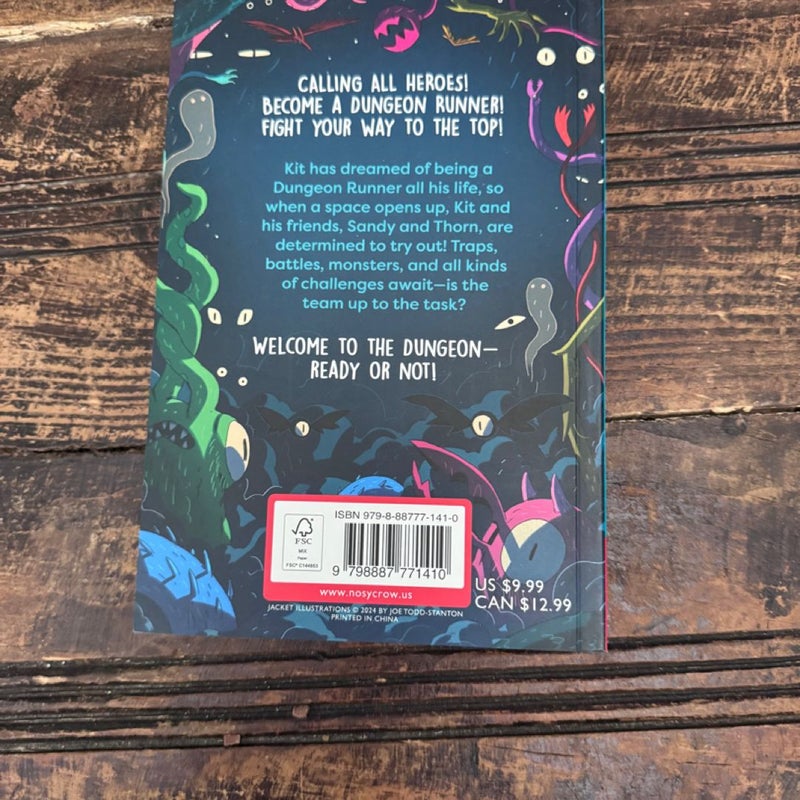 CALLING ALL HEROES!
BECOME A DUNGEON RUNNER!
FIGHT YOUR WAY TO THE TOP!
Kit has dreamed of being a
Dungeon Runner all his life, so
when a space opens up, Kit and
his friends, Sandy and Thorn, are
determined to try out! Traps,
battles, monsters, and all kinds
of challenges await—is the
team up to the task?
WELCOME TO THE DUNGEON—
READY OR NOT!
ISBN 979-8-88777-141-0
FSC
MIX
Paper
FSC® C144853
9 798887 771410
www.nosycrow.us
US $9.99
CAN $12.99
JACKET ILLUSTRATIONS © 2024 BY JOE TODD-STANTON
PRINTED IN CHINA